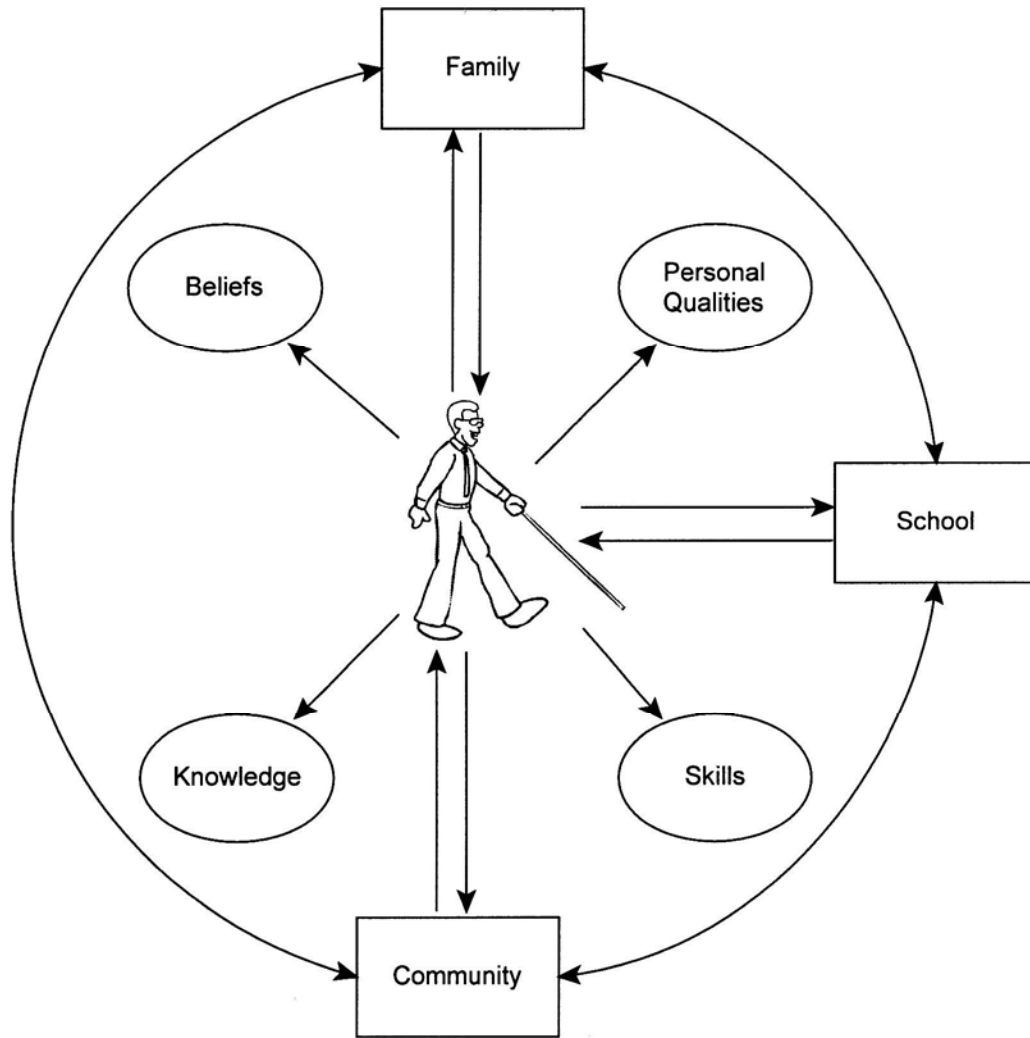 Family
Beliefs
Personal
Qualities
School
Knowledge
Skills
Community